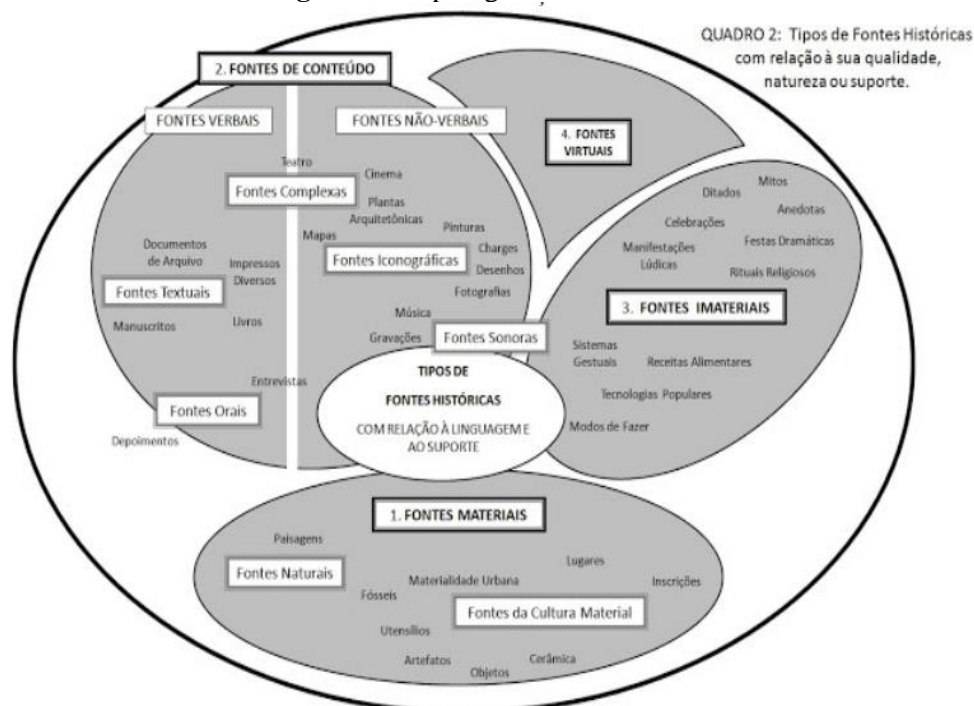 QUADRO 2: Tipos de Fontes Históricas
com relação à sua qualidade,
natureza ou suporte.
2. FONTES DE CONTEÚDO
FONTES VERBAIS
FONTES NÃO-VERBAIS
Teatro
Fontes Complexas
Cinema
Plantas
Arquitetônicas
Mapas
Pinturas
Fontes Iconográficas
Charges
Desenhos
Fotografias
Documentos
de Arquivo
Impressos
Diversos
Fontes Textuais
Manuscritos
Livros
Música
Gravações
Fontes Sonoras
Entrevistas
Fontes Orais
Depoimentos
4. FONTES
VIRTUAIS
Mitos
Ditados
Anedotas
Celebrações
Manifestações
Lúdicas
Festas Dramáticas
Rituais Religiosos
3. FONTES IMATERIAIS
Sistemas
Gestuais
Receitas Alimentares
Tecnologias Populares
Modos de Fazer
TIPOS DE
FONTES HISTÓRICAS
COM RELAÇÃO À LINGUAGEM E
AO SUPORTE
1. FONTES MATERIAIS
Paisagens
Fontes Naturais
Fósseis
Materialidade Urbana
Lugares
Inscrições
Fontes da Cultura Material
Utensílios
Artefatos
Objetos
Cerâmica